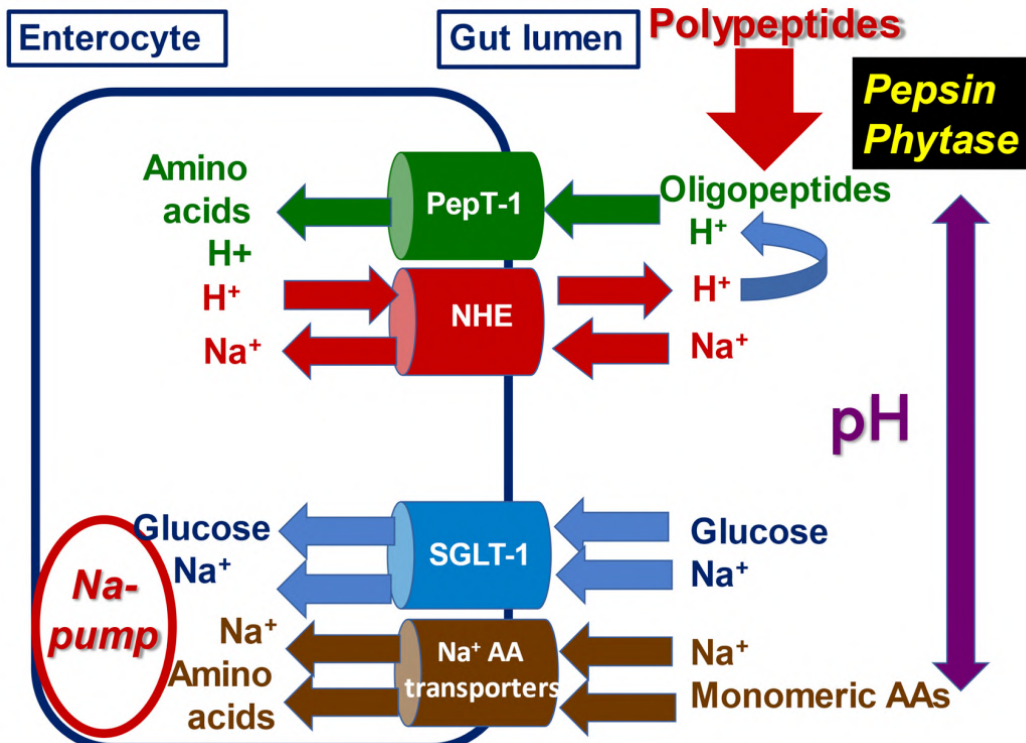 Enterocyte
Gut lumen
Polypeptides
Pepsin
Phytase
Amino
acids
H+
PepT-1
Oligopeptides
H⁺
H⁺
NHE
H⁺
Na⁺
Na⁺
pH
Glucose
Na⁺
SGLT-1
Glucose
Na⁺
Na-
pump
Na⁺
Amino
acids
Na⁺ AA
transporters
Na⁺
Monomeric AAs